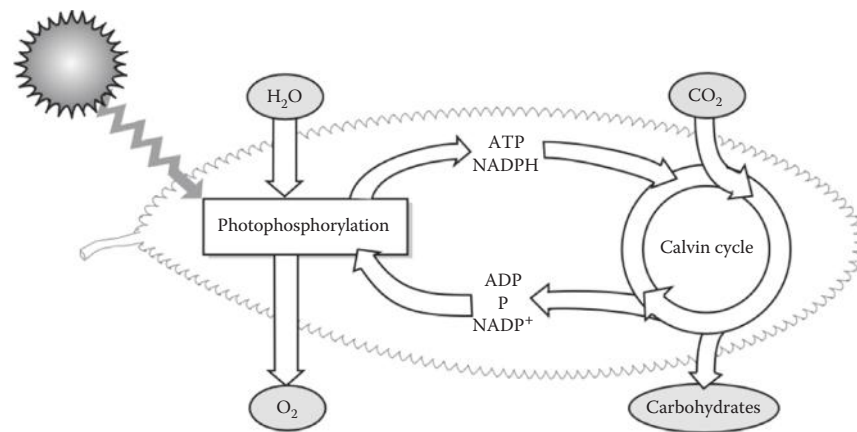 H₂O
CO₂
ATP
NADPH
Photophosphorylation
Calvin cycle
ADP
P
NADP⁺
O₂
Carbohydrates